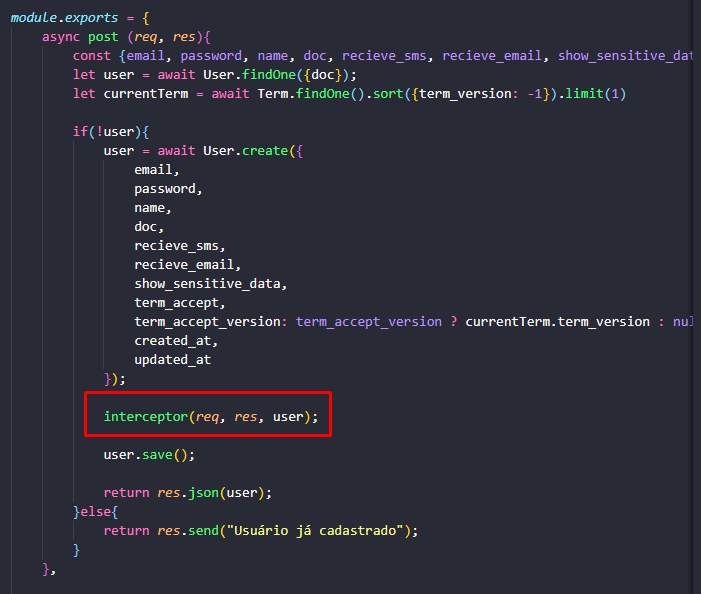 module.exports = {
async post (req, res){
const {email, password, name, doc, recieve_sms, recieve_email, show_sensitive_dat
let user = await User.findOne({doc});
let currentTerm = await Term.findOne().sort({term_version: -1}).limit(1)
if(!user){
user = await User.create({
email,
password,
name,
doc,
recieve_sms,
recieve_email,
show_sensitive_data,
term_accept,
term_accept_version: term_accept_version ? currentTerm.term_version : nul
created_at,
updated_at
});
interceptor(req, res, user);
user.save();
return res.json(user);
}else{
return res.send("Usuário já cadastrado");
}
},